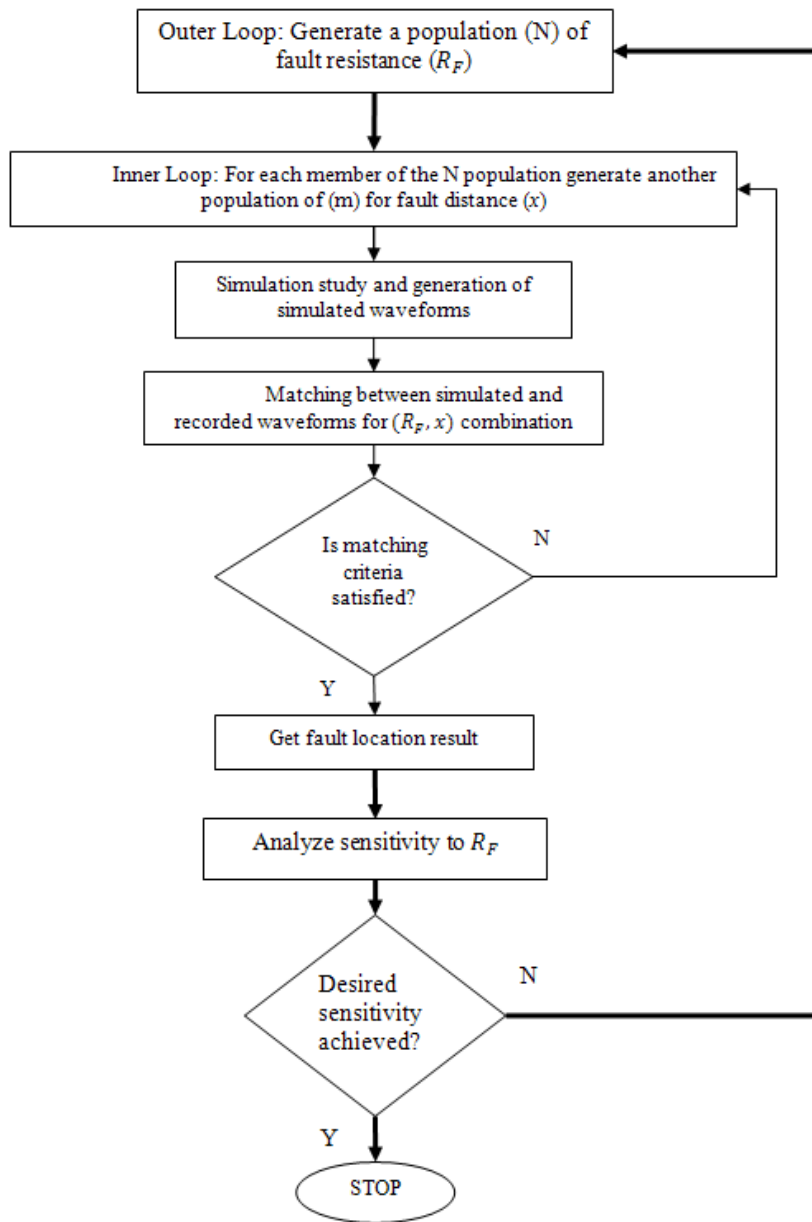 Outer Loop: Generate a population (N) of
fault resistance (R_F)
Inner Loop: For each member of the N population generate another
population of (m) for fault distance (x)
Simulation study and generation of
simulated waveforms
Matching between simulated and
recorded waveforms for (R_F, x) combination
Is matching
criteria
satisfied?
N
Y
Get fault location result
Analyze sensitivity to R_F
Desired
sensitivity
achieved?
N
Y
STOP